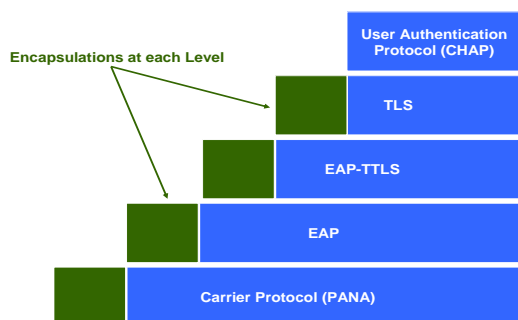 User Authentication
Protocol (CHAP)
Encapsulations at each Level
TLS
EAP-TTLS
EAP
Carrier Protocol (PANA)